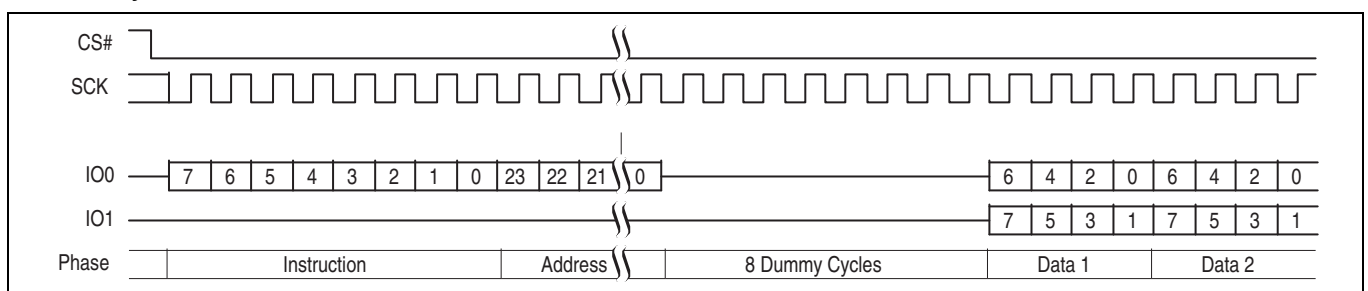 CS#
SCK
IO0 7 6 5 4 3 2 1 0 23 22 21 0 6 4 2 0 6 4 2 0
IO1 7 5 3 1 7 5 3 1
Phase Instruction Address 8 Dummy Cycles Data 1 Data 2